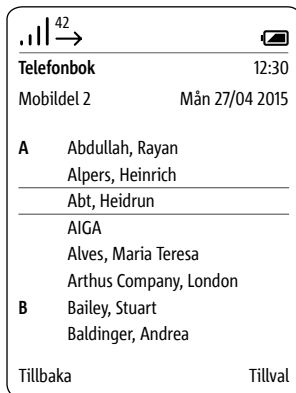 42
Telefonbok 12:30
Mobildel 2 Mån 27/04 2015
A Abdullah, Rayan
Alpers, Heinrich
Abt, Heidrun
AIGA
Alves, Maria Teresa
Arthus Company, London
B Bailey, Stuart
Baldinger, Andrea
Tillbaka Tillval